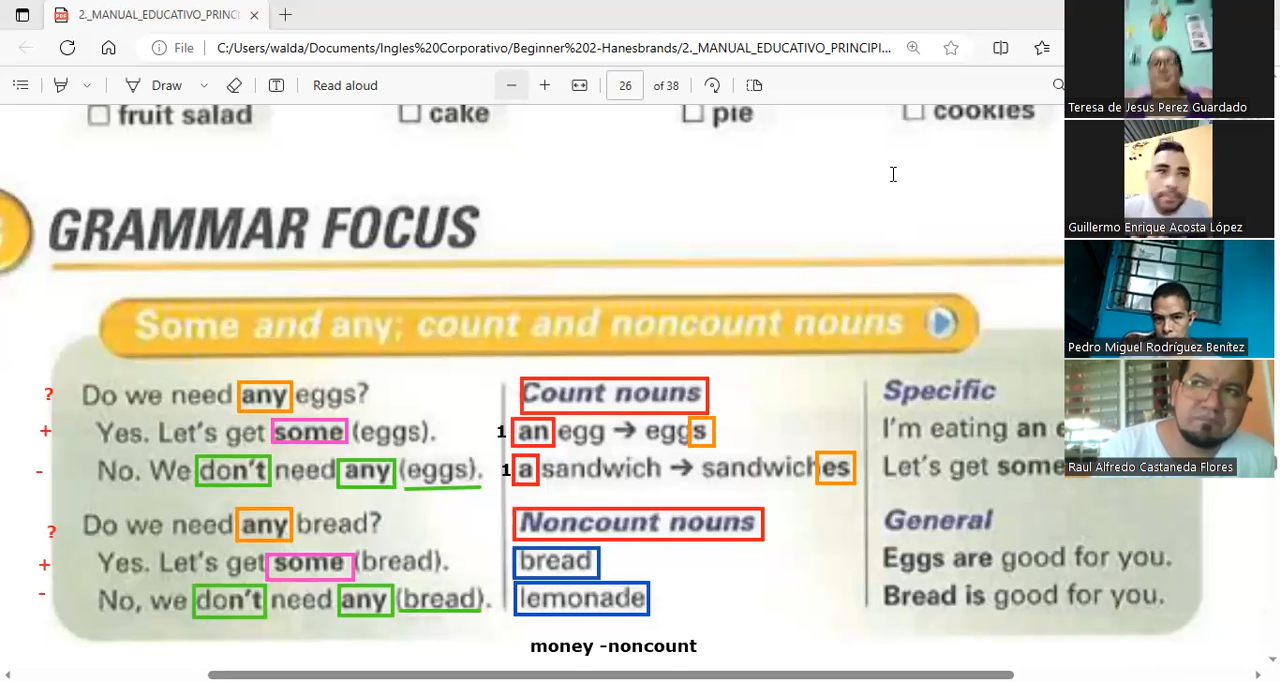 2._MANUAL_EDUCATIVO_PRINCI
File
C:/Users/walda/Documents/Ingles%20Corporativo/Beginner%202-Hanesbrands/2._MANUAL_EDUCATIVO_PRINCIPI...
Draw
Read aloud
26
of 38
fruit salad
cake
pie
cookies
GRAMMAR FOCUS
Some and any; count and noncount nouns
? Do we need any eggs?
+ Yes. Let's get some (eggs).
- No. We don't need any (eggs).
? Do we need any bread?
+ Yes. Let's get some (bread).
- No, we don't need any (bread).
Count nouns
1 an egg → eggs
1 a sandwich → sandwiches
Noncount nouns
bread
lemonade
money -noncount
Specific
I'm eating an
Let's get some
General
Eggs are good for you.
Bread is good for you.
Teresa de Jesus Perez Guardado
Guillermo Enrique Acosta López
Pedro Miguel Rodríguez Benítez
Raul Alfredo Castaneda Flores